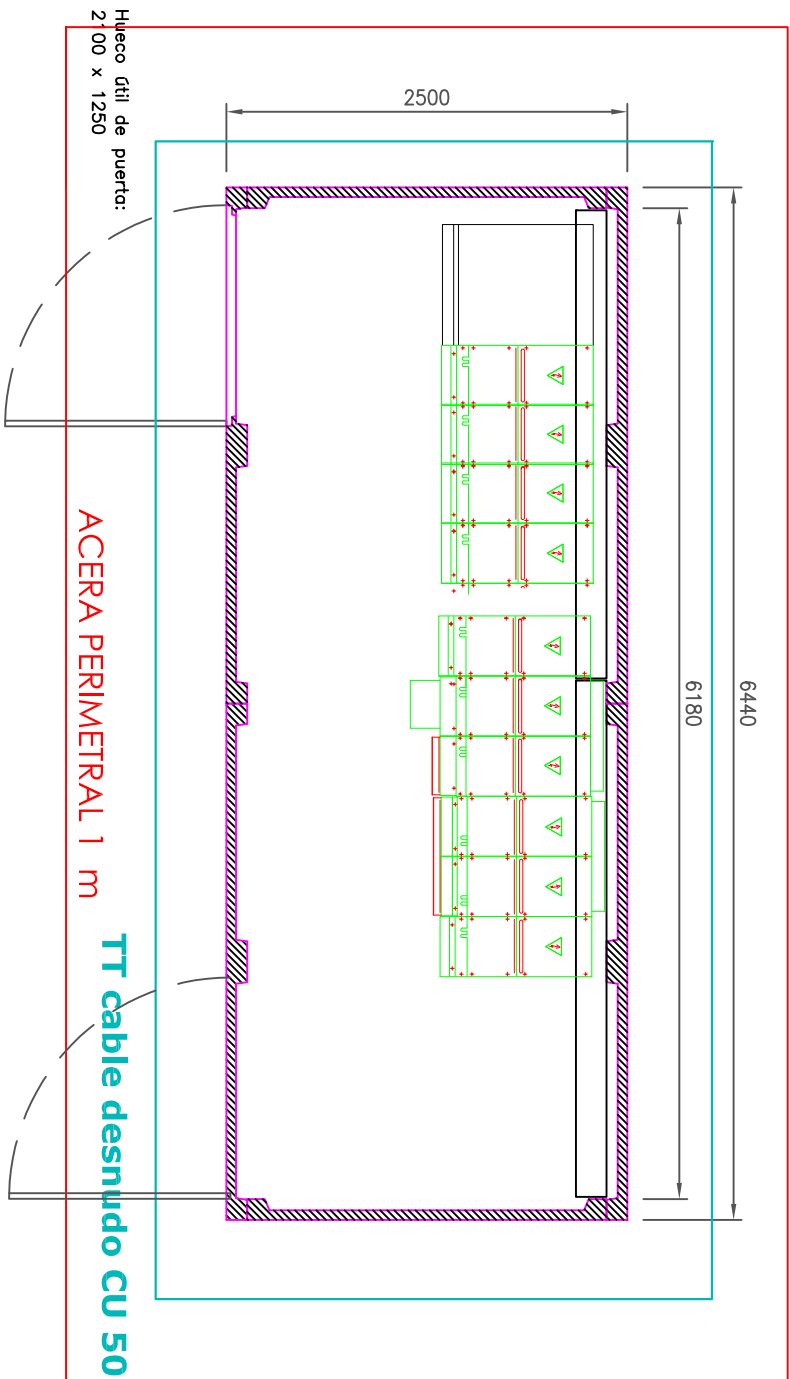 Hueco útil de puerta:
2100 x 1250
2500
6440
6180
ACERA PERIMETRAL 1 m
TT cable desnudo CU 50